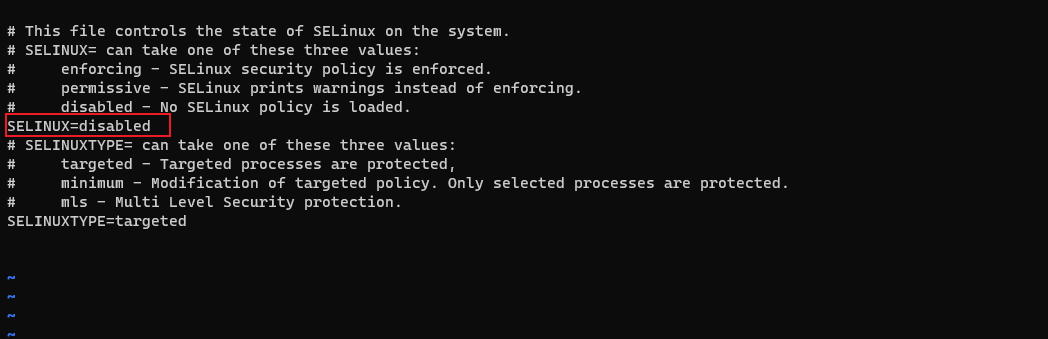 # This file controls the state of SELinux on the system.
# SELINUX= can take one of these three values:
#     enforcing - SELinux security policy is enforced.
#     permissive - SELinux prints warnings instead of enforcing.
#     disabled - No SELinux policy is loaded.
SELINUX=disabled
# SELINUXTYPE= can take one of these three values:
#     targeted - Targeted processes are protected,
#     minimum - Modification of targeted policy. Only selected processes are protected.
#     mls - Multi Level Security protection.
SELINUXTYPE=targeted
~
~
~
~